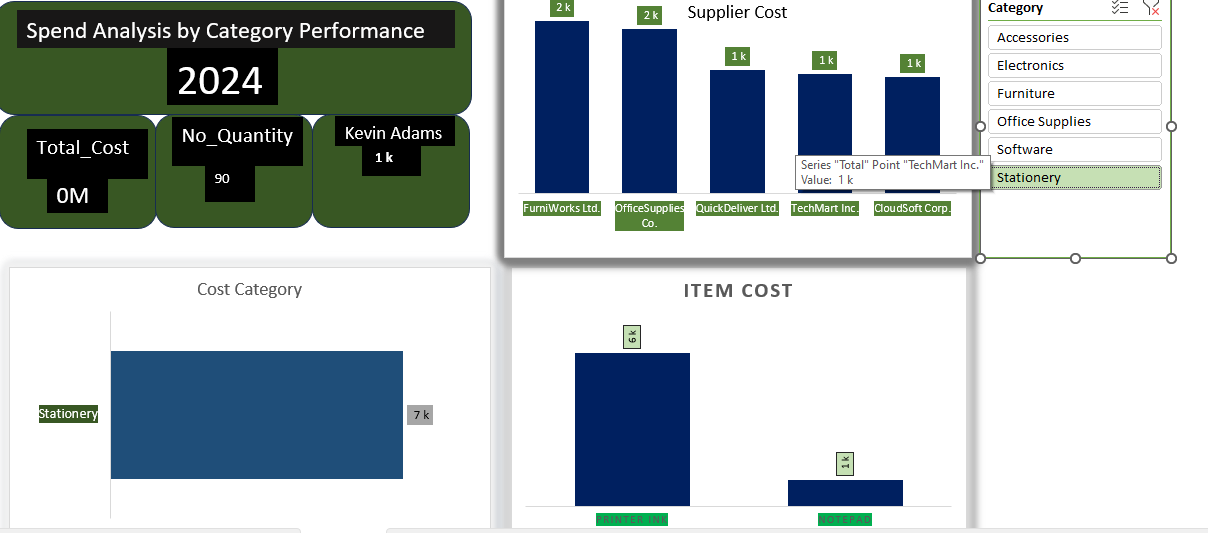 Spend Analysis by Category Performance
2024
Total_Cost
0M
No_Quantity
90
Kevin Adams
1 k
Supplier Cost
2 k
2 k
1 k
1 k
1 k
FurniWorks Ltd.
OfficeSupplies
Co.
QuickDeliver Ltd.
TechMart Inc.
CloudSoft Corp.
Series "Total" Point "TechMart Inc."
Value: 1 k
Category
Accessories
Electronics
Furniture
Office Supplies
Software
Stationery
Cost Category
Stationery
7 k
ITEM COST
6 k
1 k
PRINTER INK
NOTEPAD